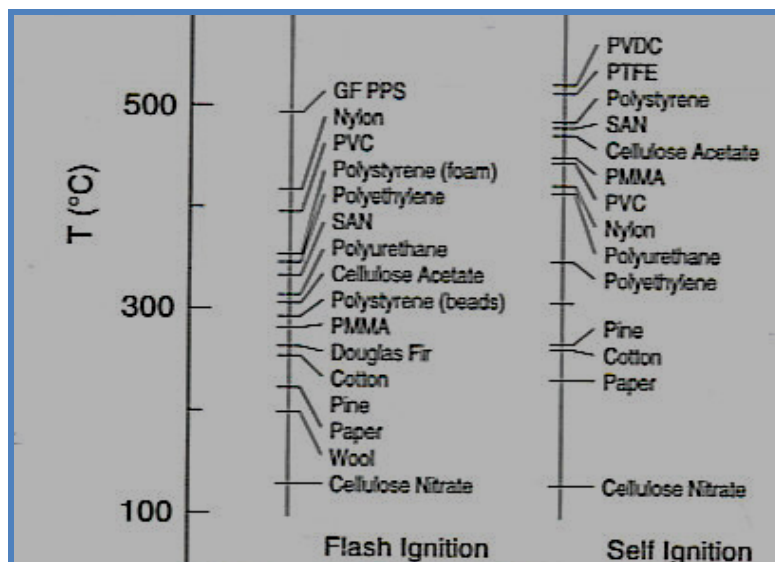 T (°C)
500
300
100
GF PPS
Nylon
PVC
Polystyrene (foam)
Polyethylene
SAN
Polyurethane
Cellulose Acetate
Polystyrene (beads)
PMMA
Douglas Fir
Cotton
Pine
Paper
Wool
Cellulose Nitrate
Flash Ignition
PVDC
PTFE
Polystyrene
SAN
Cellulose Acetate
PMMA
PVC
Nylon
Polyurethane
Polyethylene
Pine
Cotton
Paper
Cellulose Nitrate
Self Ignition